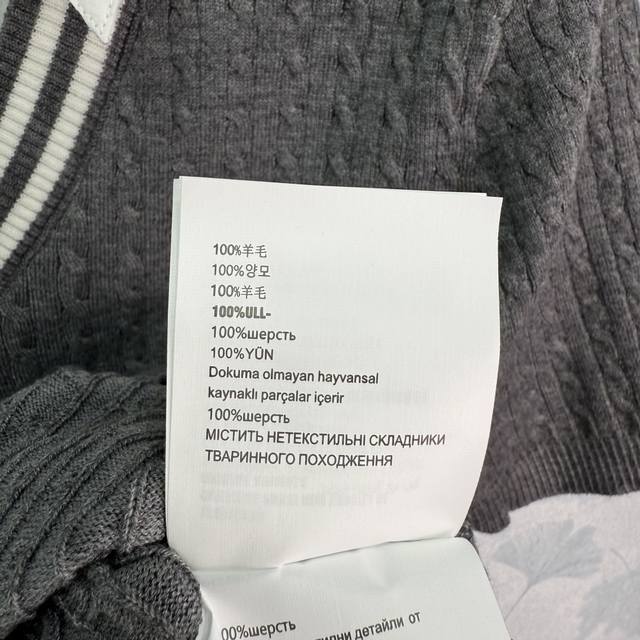 100%羊毛
100%양모
100%羊毛
100%ULL-
100%шерсть
100%YÜN
Dokuma olmayan hayvansal
kaynaklı parçalar içerir
100%шерсть
МІСТИТЬ НЕТЕКСТИЛЬНІ СКЛАДНИКИ
ТВАРИННОГО ПОХОДЖЕННЯ
00%шерсть
детайли от